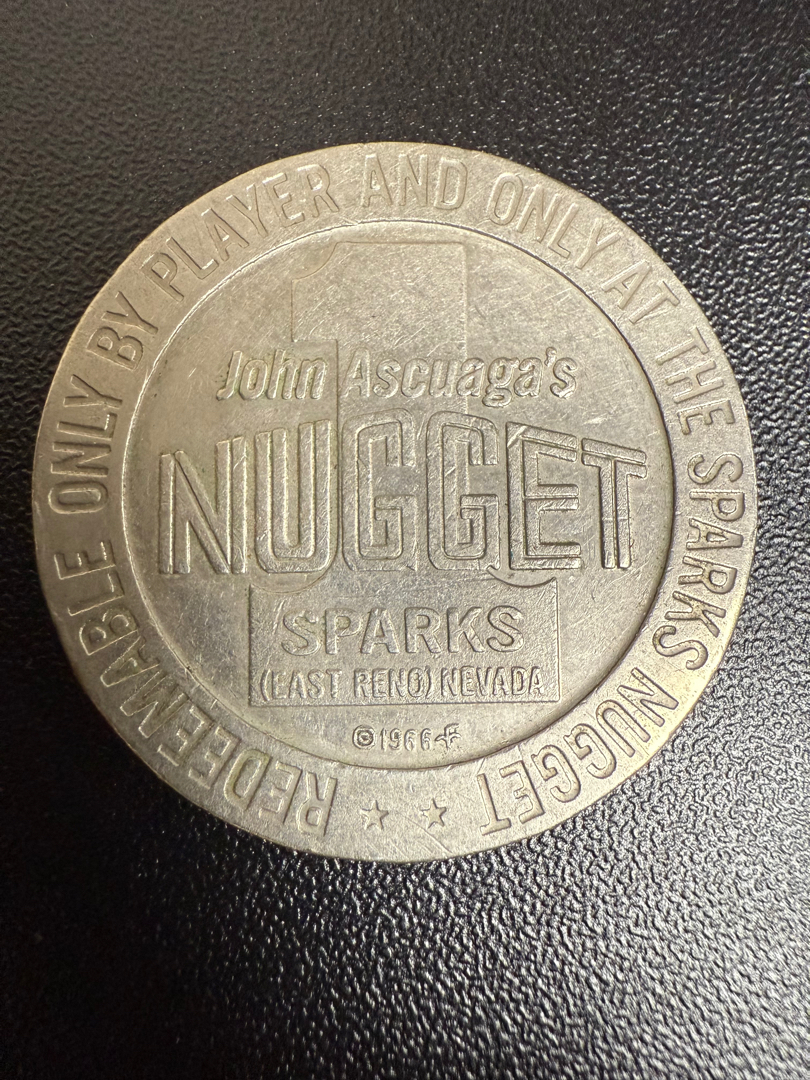 REDEEMABLE ONLY BY PLAYER AND ONLY AT THE SPARKS NUGGET
1
John Ascuaga's
NUGGET
SPARKS
(EAST RENO) NEVADA
©1966 F